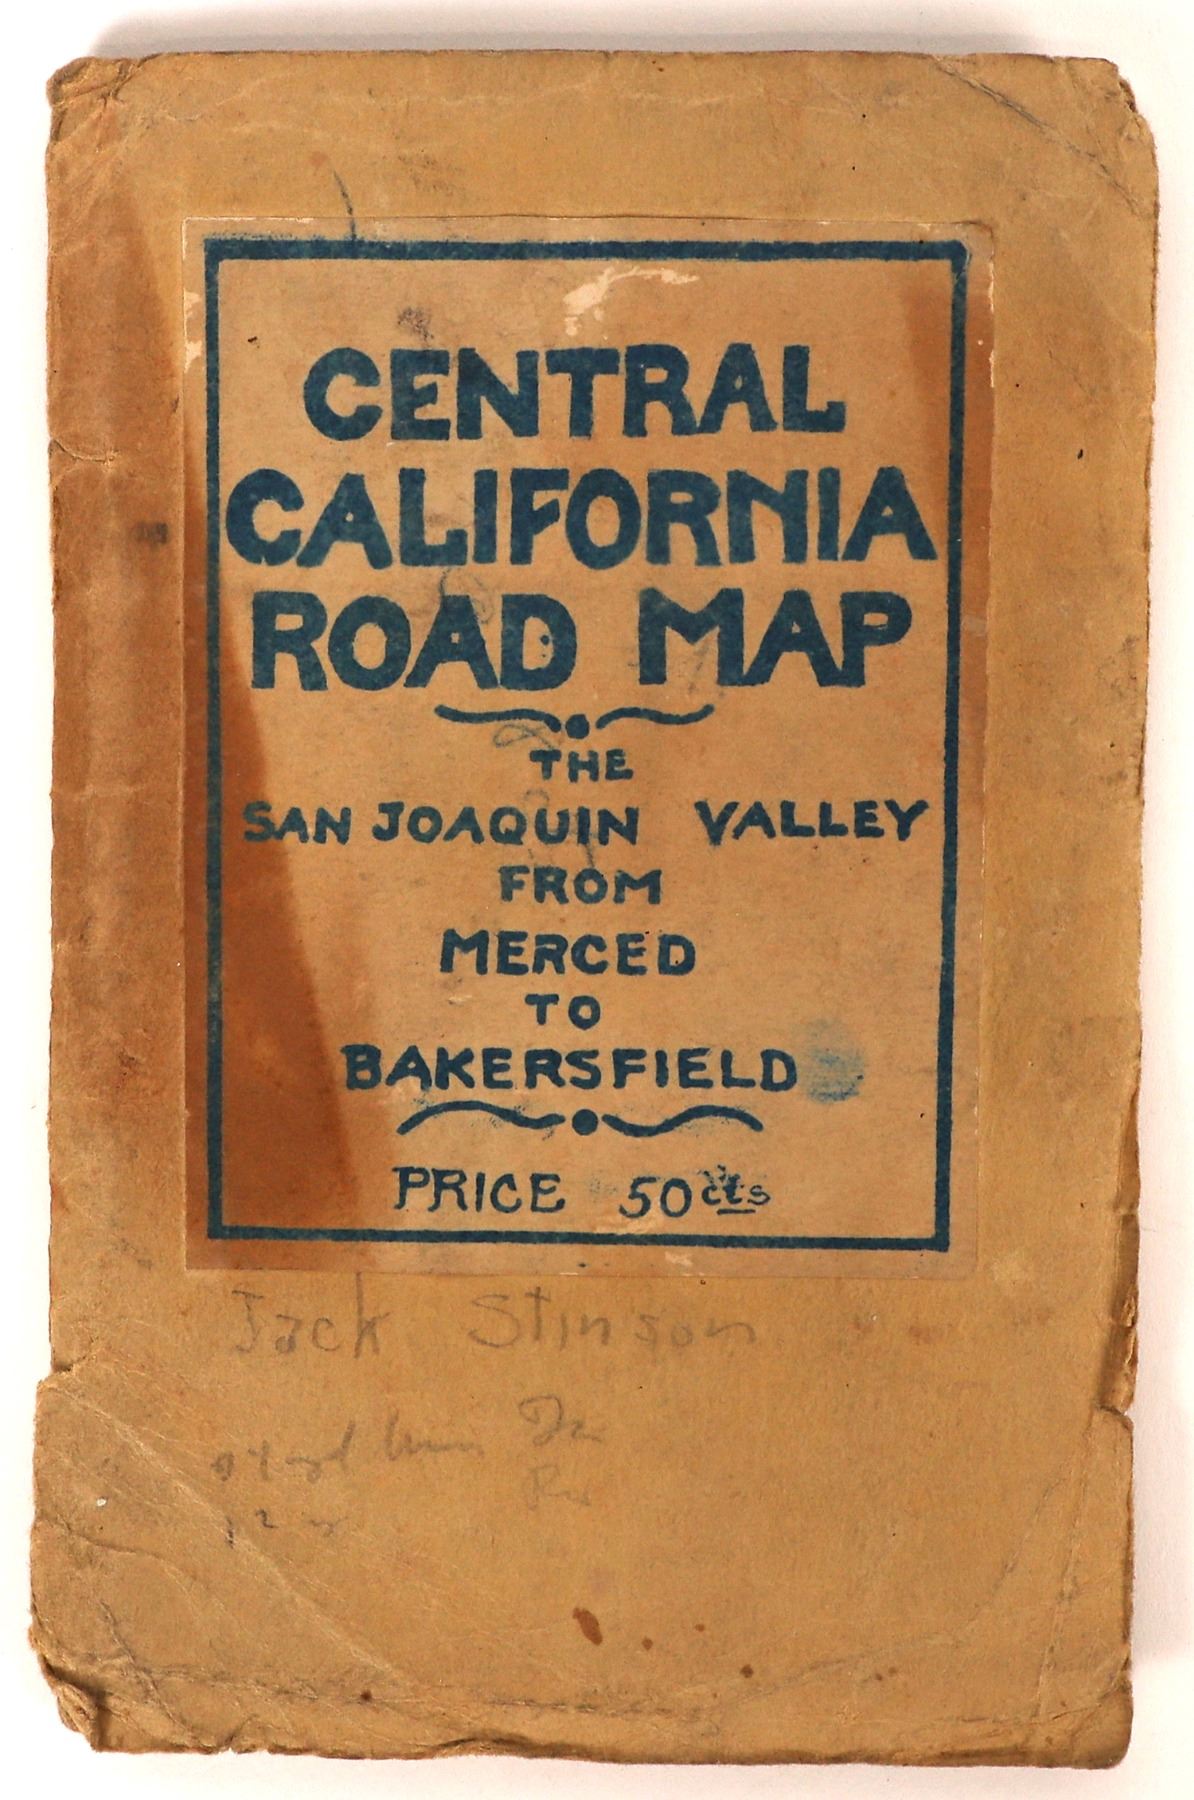 CENTRAL
CALIFORNIA
ROAD MAP
THE
SAN JOAQUIN VALLEY
FROM
MERCED
TO
BAKERSFIELD
PRICE 50cts
Jack Stinson